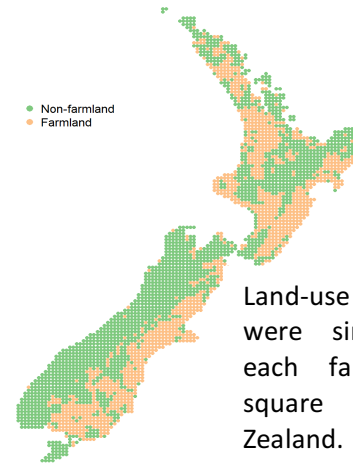 Non-farmland
Farmland
Land-use
were
each
square
Zealand.